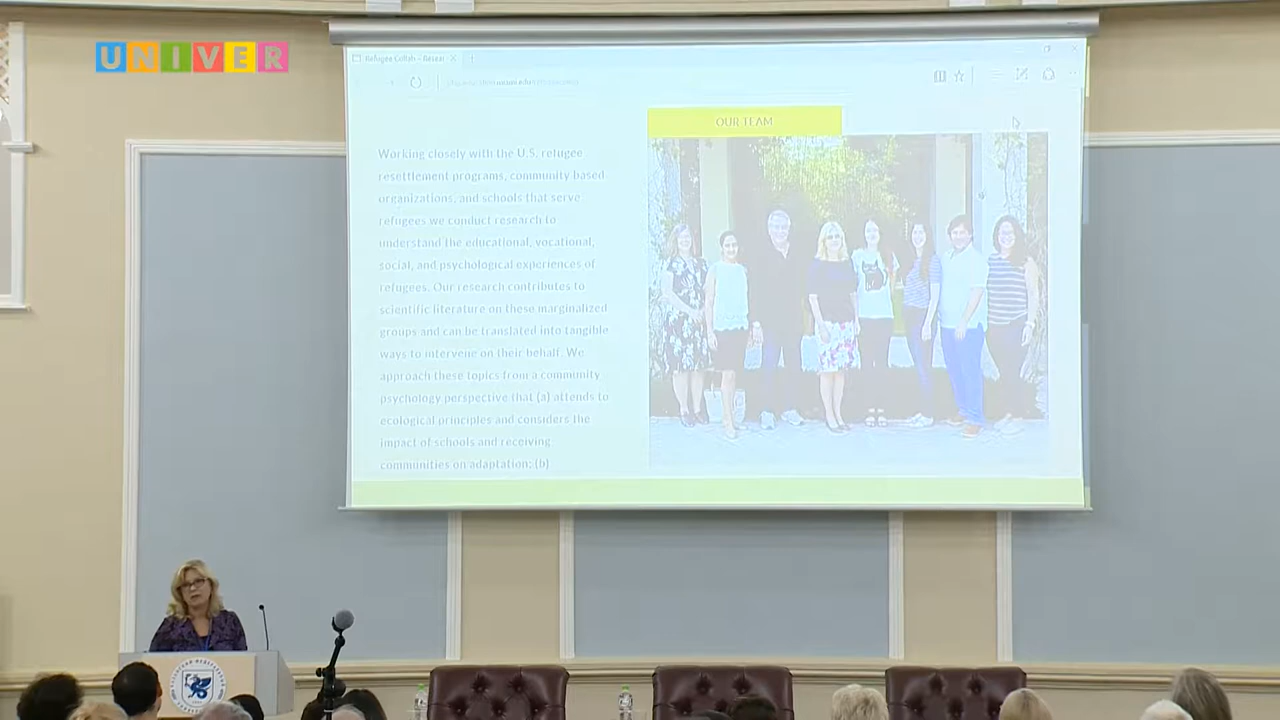 UNIVER
Refugee Collab - Resear
OUR TEAM
Working closely with the U.S. refugee
resettlement programs, community based
organizations, and schools that serve
refugees we conduct research to
understand the educational, vocational,
social, and psychological experiences of
refugees. Our research contributes to
scientific literature on these marginalized
groups and can be translated into tangible
ways to intervene on their behalf. We
approach these topics from a community
psychology perspective that (a) attends to
ecological principles and considers the
impact of schools and receiving
communities on adaptation; (b)